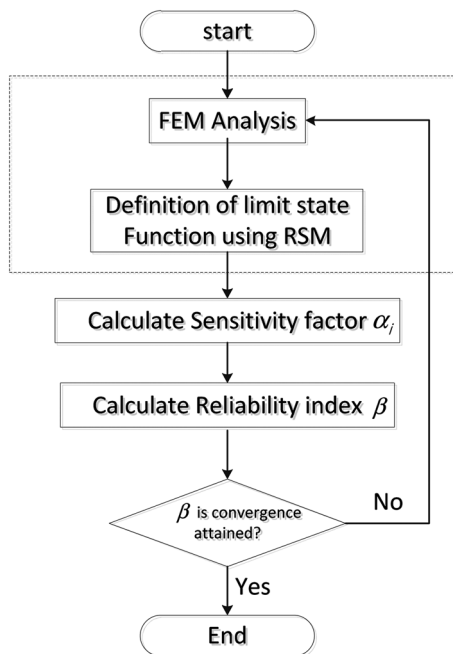 start
FEM Analysis
Definition of limit state
Function using RSM
Calculate Sensitivity factor αi
Calculate Reliability index β
β is convergence
attained?
No
Yes
End